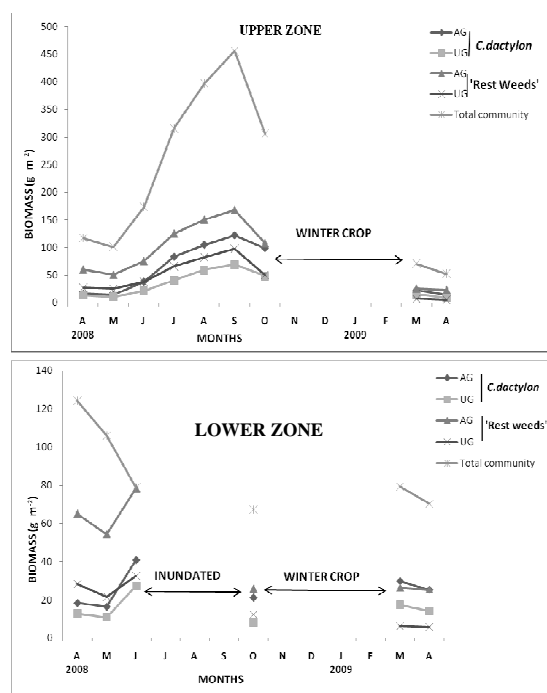 UPPER ZONE
AG
UG
C.dactylon
AG
UG
'Rest Weeds'
Total community
500
450
400
350
300
250
200
150
100
50
0
BIOMASS (g m⁻²)
WINTER CROP
A M J J A S O N D J F M A
2008 2009
MONTHS
LOWER ZONE
AG
UG
C.dactylon
AG
UG
'Rest weeds'
Total community
140
120
100
80
60
40
20
0
BIOMASS (g m⁻²)
INUNDATED
WINTER CROP
A M J J A S O N D J F M A
2008 2009
MONTHS